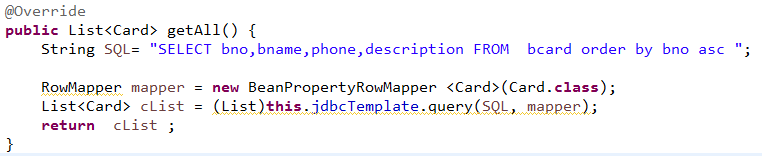 @Override
public List<Card> getAll() {
String SQL= "SELECT bno,bname,phone,description FROM  bcard order by bno asc ";
RowMapper mapper = new BeanPropertyRowMapper <Card>(Card.class);
List<Card> cList = (List)this.jdbcTemplate.query(SQL, mapper);
return  cList ;
}